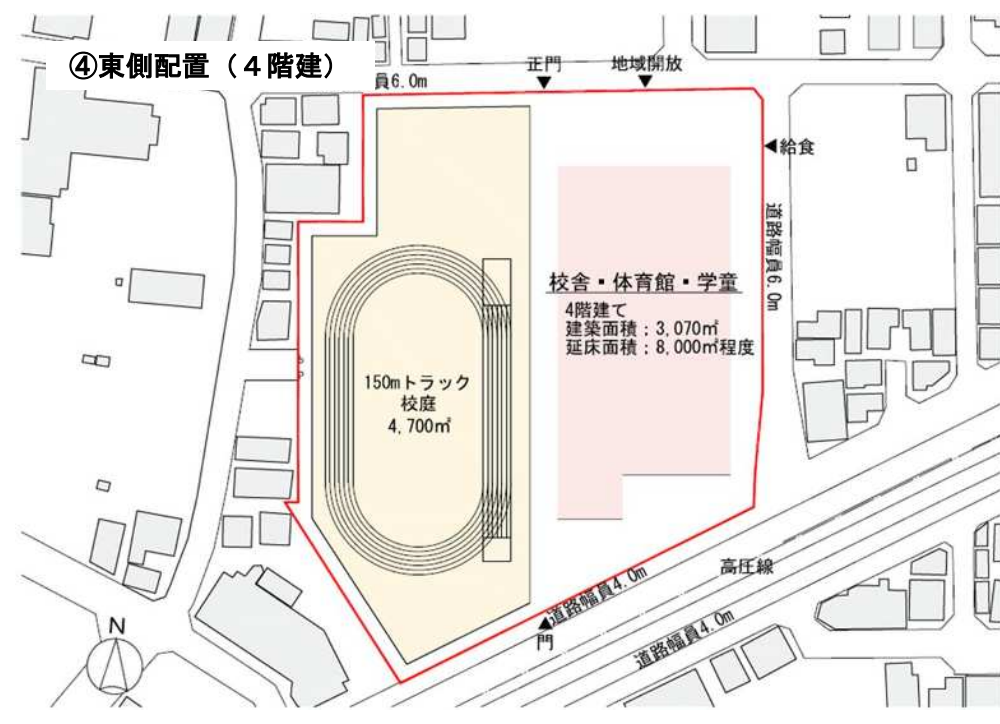 ④東側配置（４階建）
員6.0m
正門
地域開放
給食
道路幅員6.0m
校舎・体育館・学童
4階建て
建築面積：3,070㎡
延床面積：8,000㎡程度
150mトラック
校庭
4,700㎡
高圧線
道路幅員4.0m
道路幅員4.0m
門
N